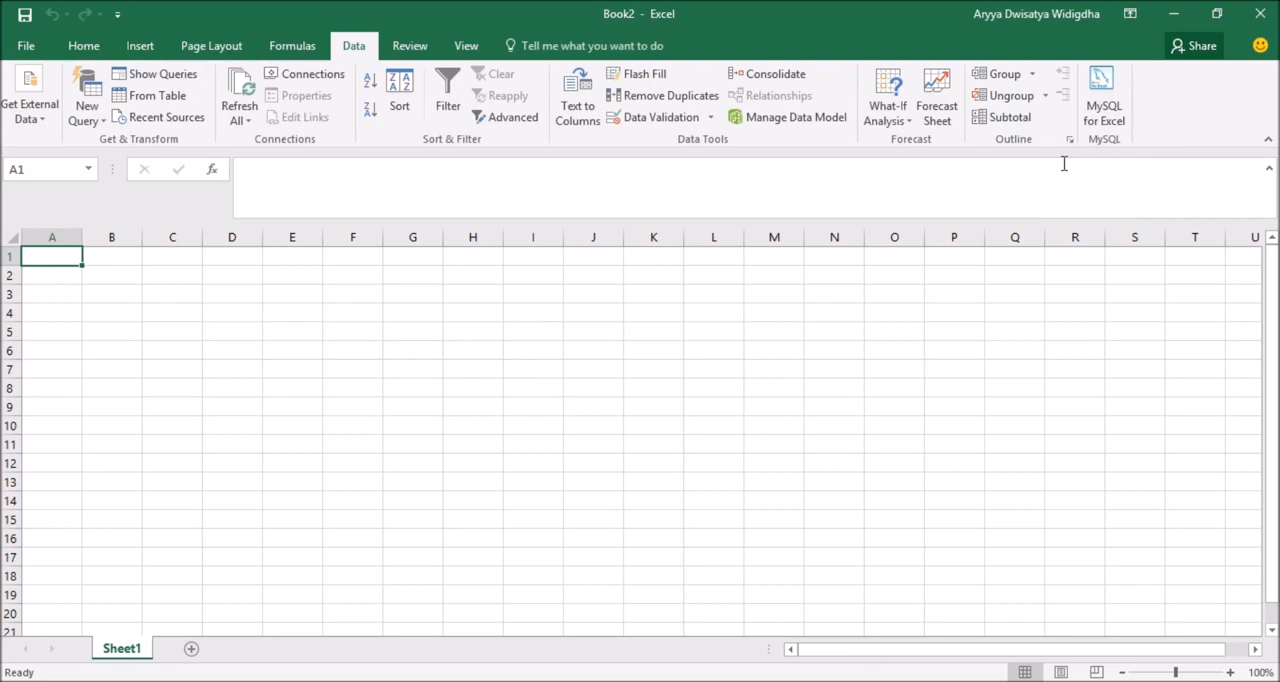 Book2 - Excel
Aryya Dwisatya Widigdha
File Home Insert Page Layout Formulas Data Review View Tell me what you want to do Share
Get External Data
New Query
Show Queries
From Table
Recent Sources
Get & Transform
Refresh All
Connections
Properties
Edit Links
Connections
Sort
Filter
Clear
Reapply
Advanced
Sort & Filter
Text to Columns
Flash Fill
Remove Duplicates
Data Validation
Consolidate
Relationships
Manage Data Model
Data Tools
What-If Analysis
Forecast Sheet
Forecast
Group
Ungroup
Subtotal
Outline
MySQL for Excel
MySQL
A1
fx
A B C D E F G H I J K L M N O P Q R S T U
1
2
3
4
5
6
7
8
9
10
11
12
13
14
15
16
17
18
19
20
21
Sheet1
Ready
100%